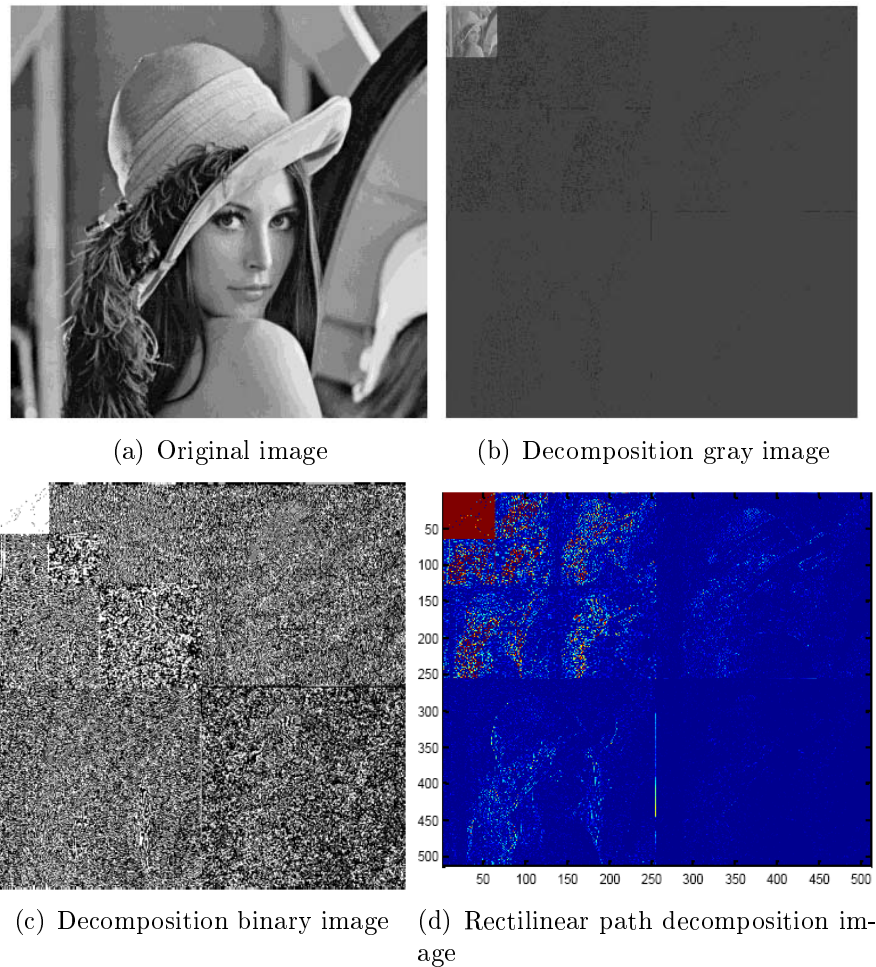 (a) Original image
(b) Decomposition gray image
50
100
150
200
250
300
350
400
450
500
50 100 150 200 250 300 350 400 450 500
(c) Decomposition binary image
(d) Rectilinear path decomposition im-
age